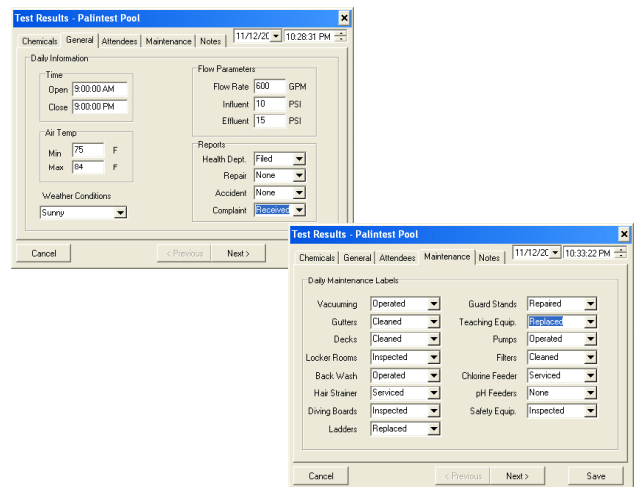 Test Results - Palintest Pool
Chemicals General Attendees Maintenance Notes 11/12/20 10:28:31 PM
Daily Information
Time
Open 9:00:00 AM
Close 9:00:00 PM
Air Temp
Min 75 F
Max 84 F
Weather Conditions
Sunny
Flow Parameters
Flow Rate 600 GPM
Influent 10 PSI
Effluent 15 PSI
Reports
Health Dept. Filed
Repair None
Accident None
Complaint Received
Cancel < Previous Next >
Test Results - Palintest Pool
Chemicals General Attendees Maintenance Notes 11/12/20 10:33:22 PM
Daily Maintenance Labels
Vacuuming Operated Guard Stands Repaired
Gutters Cleaned Teaching Equip. Replaced
Decks Cleaned Pumps Operated
Locker Rooms Inspected Filters Cleaned
Back Wash Operated Chlorine Feeder Serviced
Hair Strainer Serviced pH Feeders None
Diving Boards Inspected Safety Equip. Inspected
Ladders Replaced
Cancel < Previous Next > Save